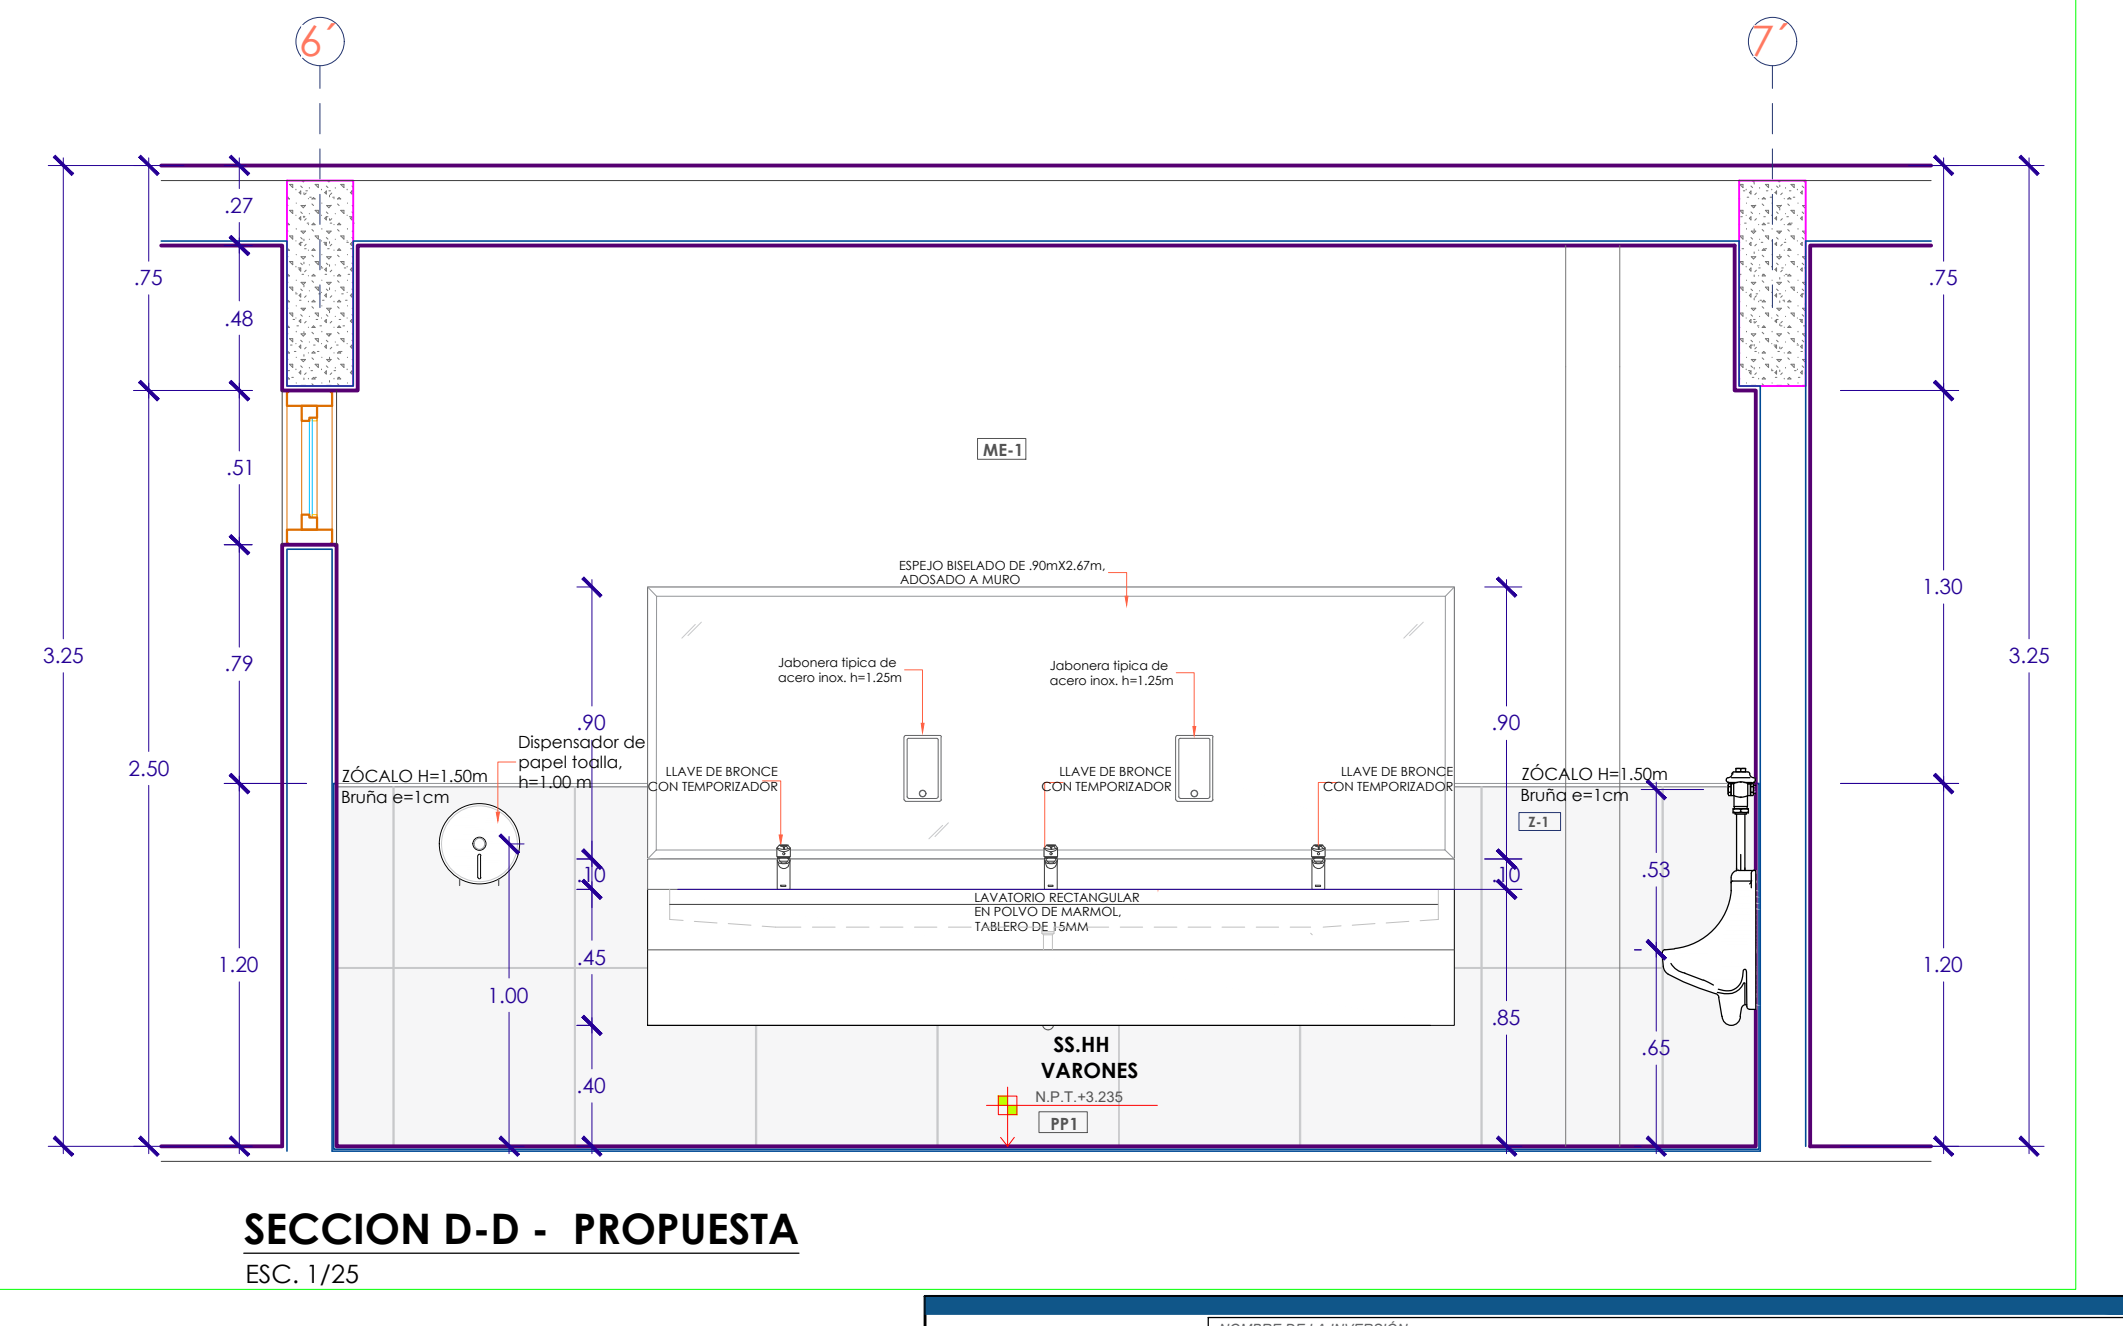 6´
7´
.27
.75
.48
.75
.51
ME-1
ESPEJO BISELADO DE .90mX2.67m,
ADOSADO A MURO
1.30
3.25
.79
Jabonera tipica de
acero inox. h=1.25m
Jabonera tipica de
acero inox. h=1.25m
3.25
.90
.90
2.50
Dispensador de
papel toalla,
h=1.00 m
ZÓCALO H=1.50m
Bruña e=1cm
LLAVE DE BRONCE
CON TEMPORIZADOR
LLAVE DE BRONCE
CON TEMPORIZADOR
LLAVE DE BRONCE
CON TEMPORIZADOR
ZÓCALO H=1.50m
Bruña e=1cm
Z-1
.10
.10
.53
LAVATORIO RECTANGULAR
EN POLVO DE MARMOL,
TABLERO DE 15MM
1.20
.45
1.00
1.20
.85
.65
SS.HH
VARONES
.40
N.P.T.+3.235
PP1
SECCION D-D - PROPUESTA
ESC. 1/25
NOMBRE DE LA INVERSIÓN